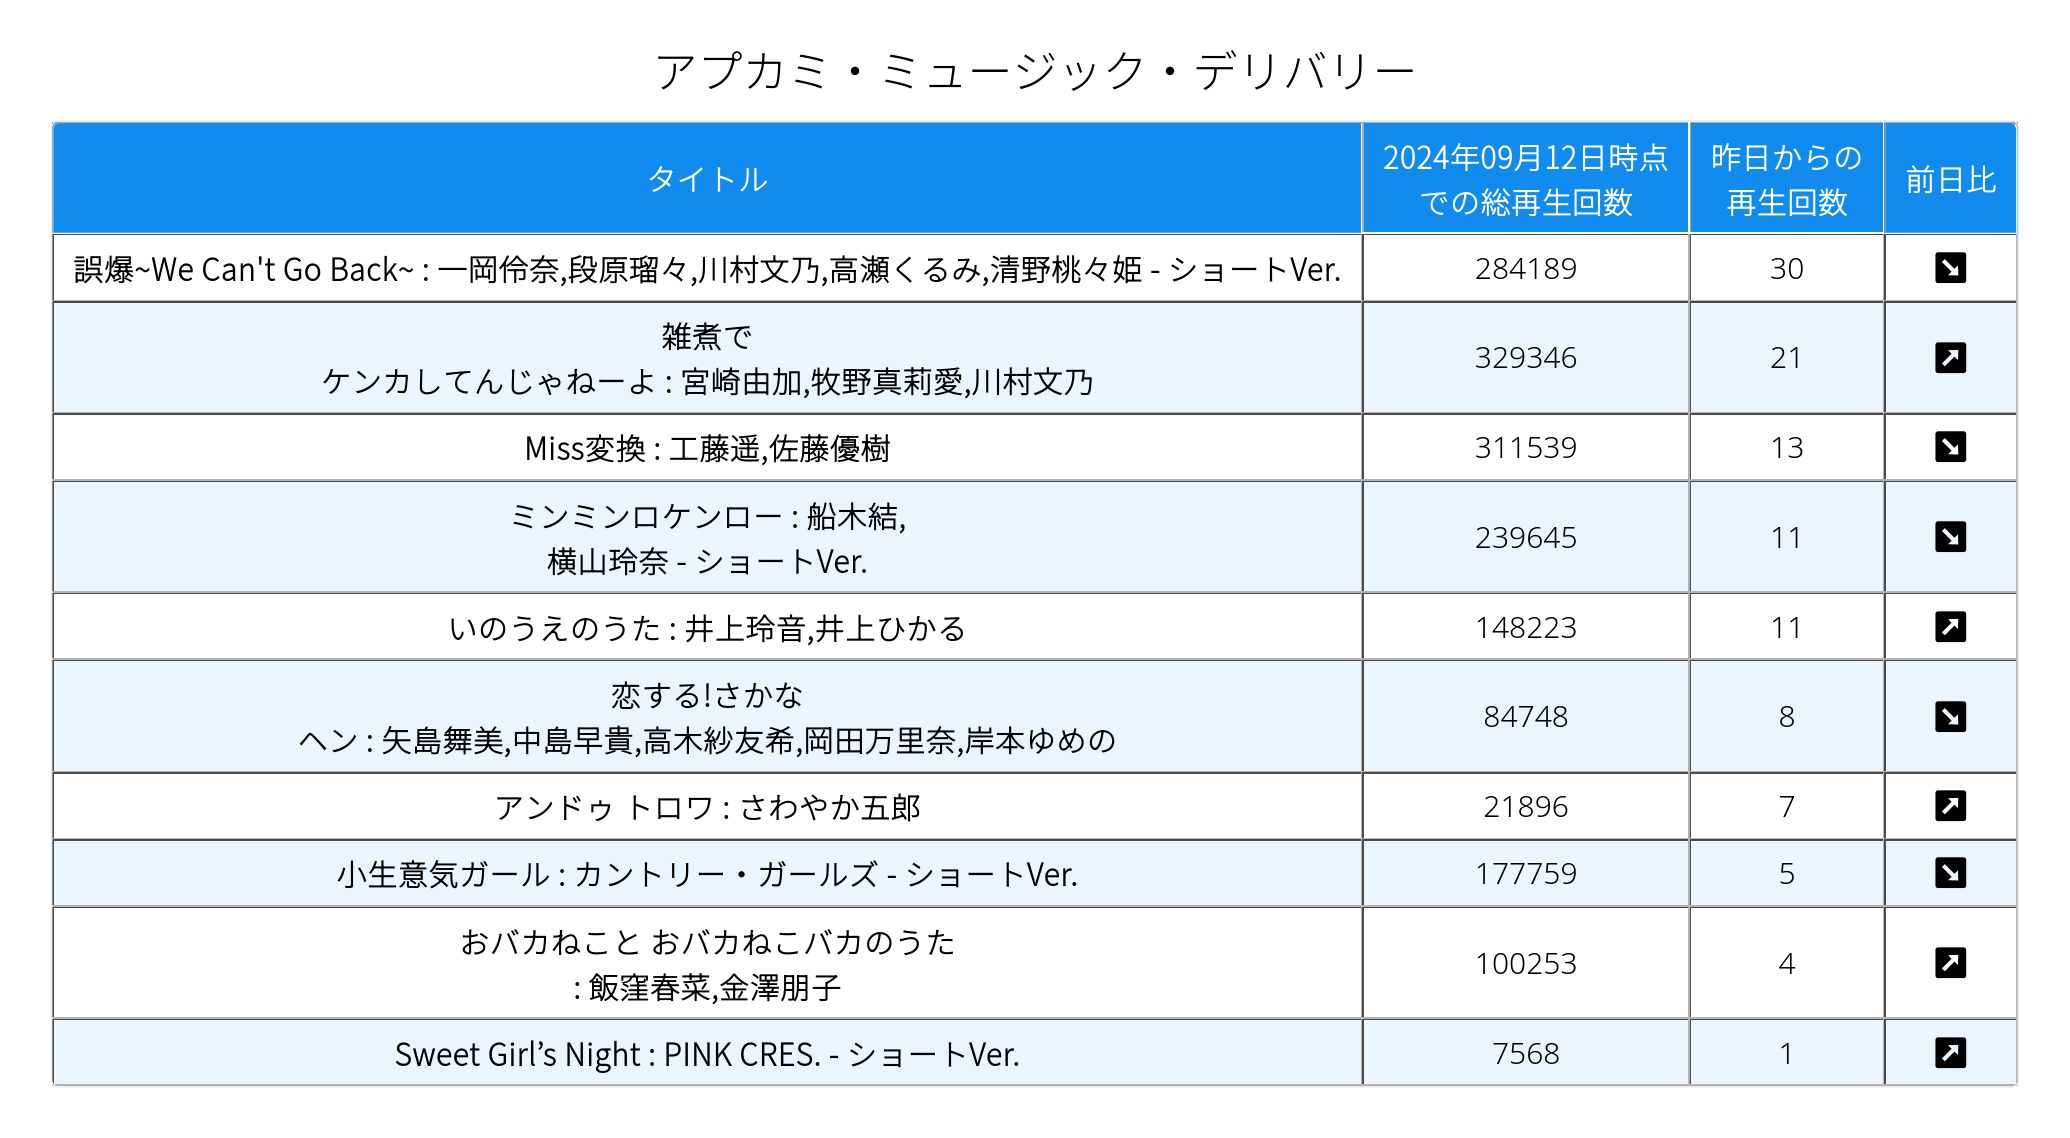 アプカミ・ミュージック・デリバリー
タイトル
2024年09月12日時点
での総再生回数
昨日からの
再生回数
前日比
誤爆~We Can't Go Back~ : 一岡伶奈,段原瑠々,川村文乃,高瀬くるみ,清野桃々姫 - ショートVer.
284189
30
雑煮で
ケンカしてんじゃねーよ : 宮崎由加,牧野真莉愛,川村文乃
329346
21
Miss変換 : 工藤遥,佐藤優樹
311539
13
ミンミンロケンロー : 船木結,
横山玲奈 - ショートVer.
239645
11
いのうえのうた : 井上玲音,井上ひかる
148223
11
恋する!さかな
ヘン : 矢島舞美,中島早貴,高木紗友希,岡田万里奈,岸本ゆめの
84748
8
アンドゥ トロワ : さわやか五郎
21896
7
小生意気ガール : カントリー・ガールズ - ショートVer.
177759
5
おバカねこと おバカねこバカのうた
: 飯窪春菜,金澤朋子
100253
4
Sweet Girl’s Night : PINK CRES. - ショートVer.
7568
1